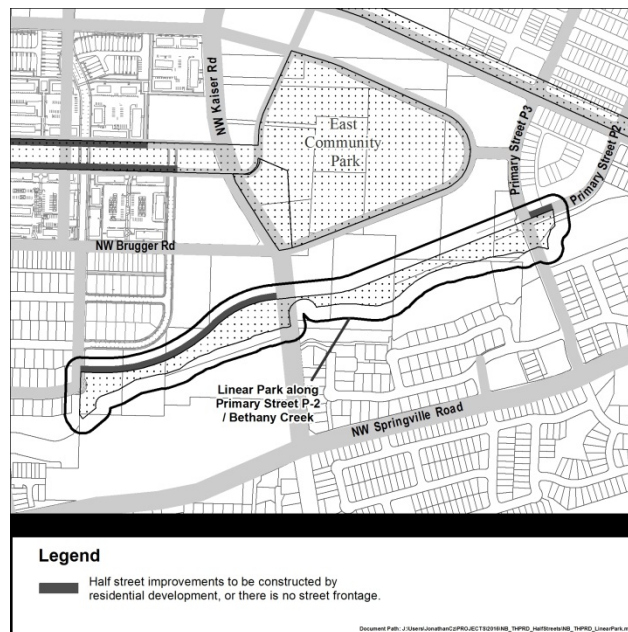 NW Kaiser Rd
East
Community
Park
Primary Street P3
Primary Street P2
NW Brugger Rd
Linear Park along
Primary Street P-2
/ Bethany Creek
NW Springville Road
Legend
Half street improvements to be constructed by
residential development, or there is no street frontage.